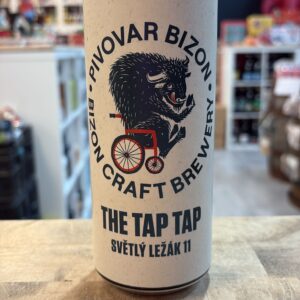 • PIVOVAR BIZON •
BIZON CRAFT BREWERY
THE TAP TAP
SVĚTLÝ LEŽÁK 11